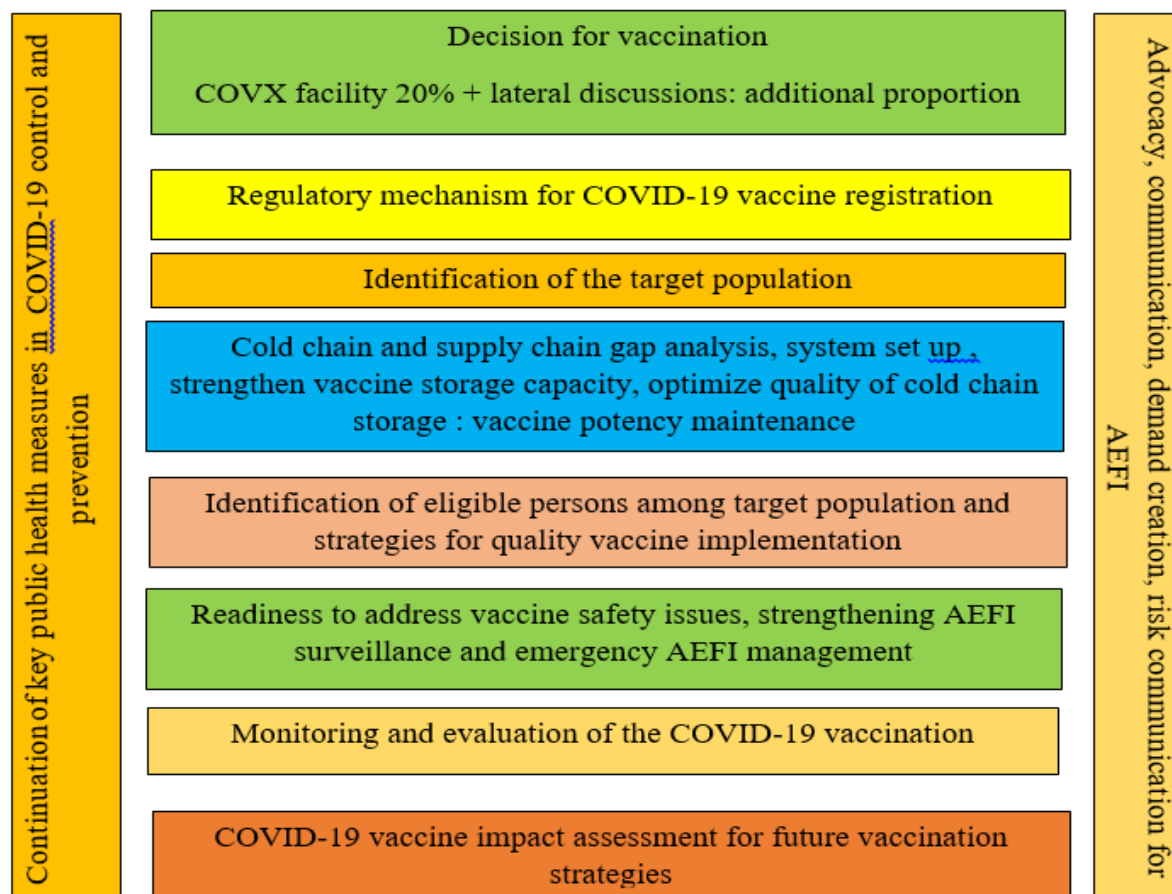 Continuation of key public health measures in COVID-19 control and
prevention
Decision for vaccination
COVX facility 20% + lateral discussions: additional proportion
Regulatory mechanism for COVID-19 vaccine registration
Identification of the target population
Cold chain and supply chain gap analysis, system set up ,
strengthen vaccine storage capacity, optimize quality of cold chain
storage : vaccine potency maintenance
Identification of eligible persons among target population and
strategies for quality vaccine implementation
Readiness to address vaccine safety issues, strengthening AEFI
surveillance and emergency AEFI management
Monitoring and evaluation of the COVID-19 vaccination
COVID-19 vaccine impact assessment for future vaccination
strategies
Advocacy, communication, demand creation, risk communication for
AEFI